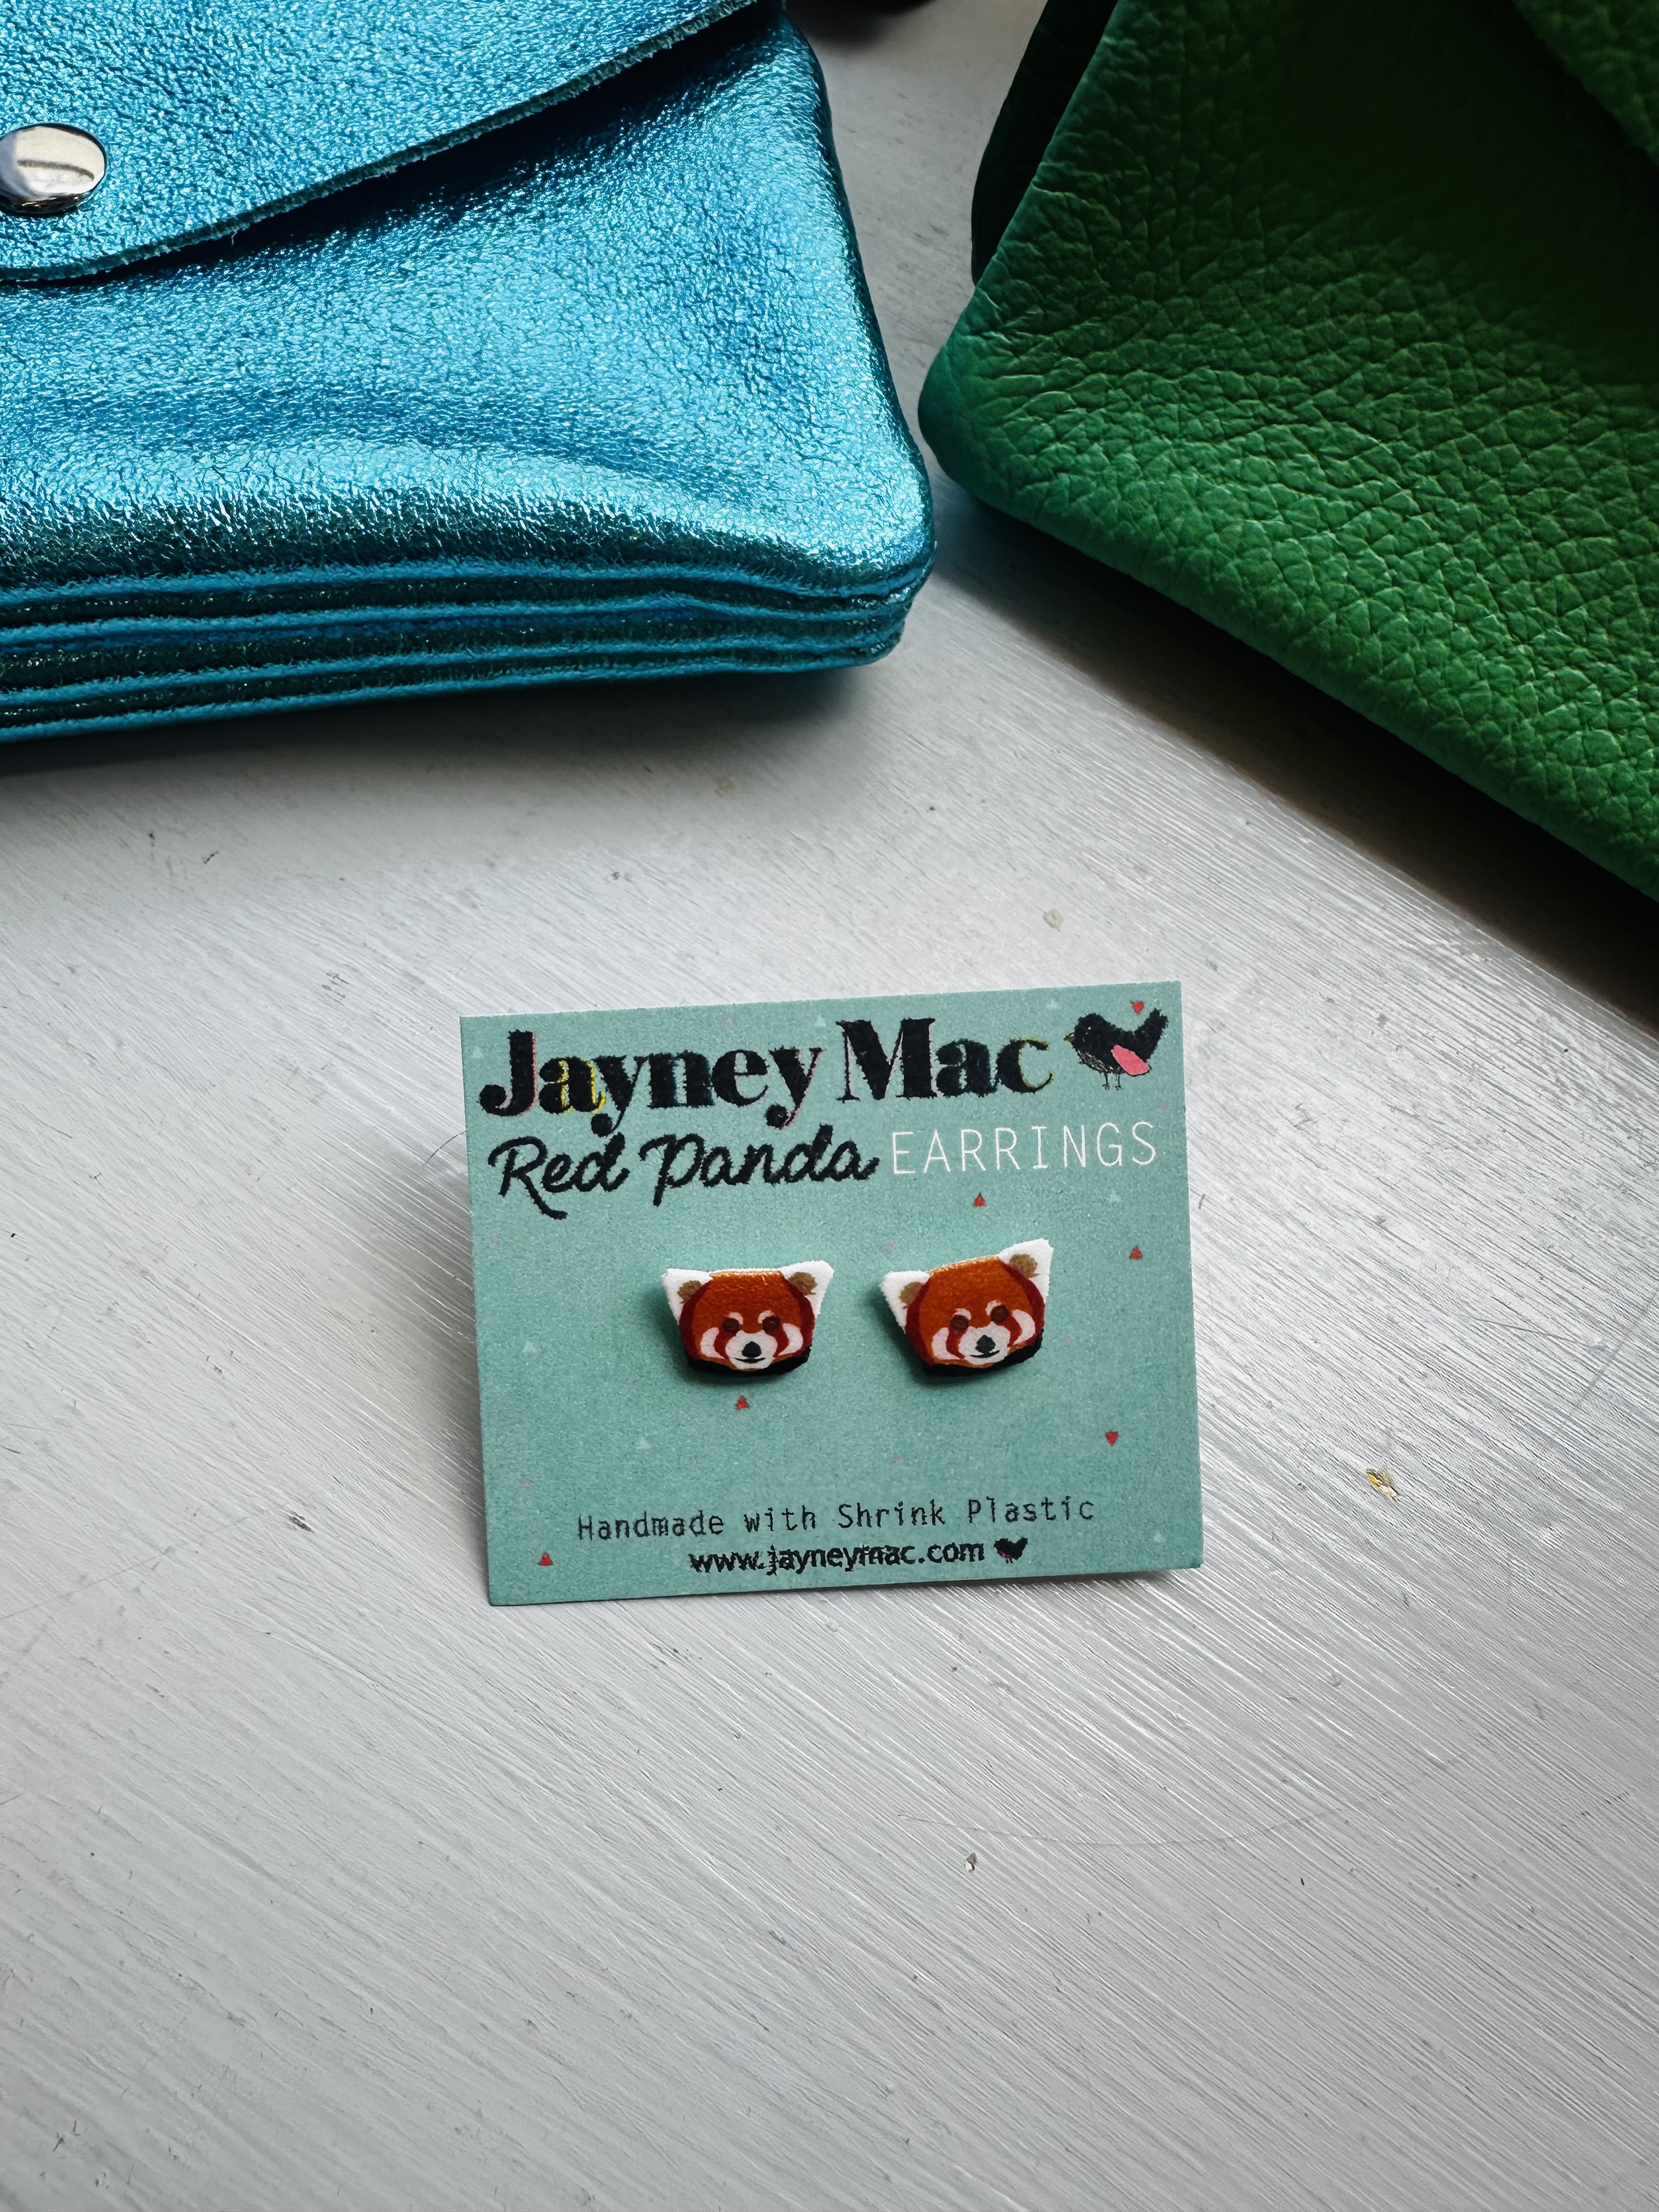 Jayney Mac
Red Panda EARRINGS
Handmade with Shrink Plastic
www.jayneymac.com